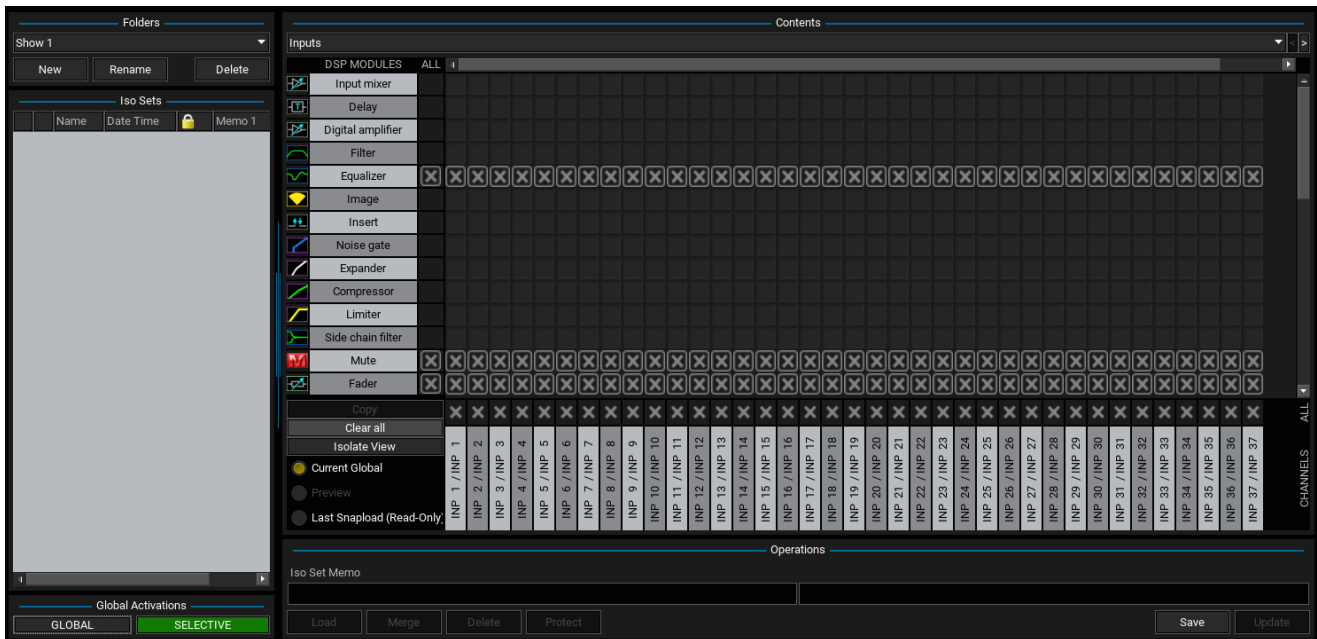 Folders
Show 1
New Rename Delete
Iso Sets
Name Date Time Memo 1
Global Activations
GLOBAL SELECTIVE
Contents
Inputs
DSP MODULES ALL
Input mixer
Delay
Digital amplifier
Filter
Equalizer
Image
Insert
Noise gate
Expander
Compressor
Limiter
Side chain filter
Mute
Fader
Copy
Clear all
Isolate View
Current Global
Preview
Last Snapload (Read-Only)
INP 1 / INP 1
INP 2 / INP 2
INP 3 / INP 3
INP 4 / INP 4
INP 5 / INP 5
INP 6 / INP 6
INP 7 / INP 7
INP 8 / INP 8
INP 9 / INP 9
INP 10 / INP 10
INP 11 / INP 11
INP 12 / INP 12
INP 13 / INP 13
INP 14 / INP 14
INP 15 / INP 15
INP 16 / INP 16
INP 17 / INP 17
INP 18 / INP 18
INP 19 / INP 19
INP 20 / INP 20
INP 21 / INP 21
INP 22 / INP 22
INP 23 / INP 23
INP 24 / INP 24
INP 25 / INP 25
INP 26 / INP 26
INP 27 / INP 27
INP 28 / INP 28
INP 29 / INP 29
INP 30 / INP 30
INP 31 / INP 31
INP 32 / INP 32
INP 33 / INP 33
INP 34 / INP 34
INP 35 / INP 35
INP 36 / INP 36
INP 37 / INP 37
CHANNELS ALL
Operations
Iso Set Memo
Load Merge Delete Protect Save Update